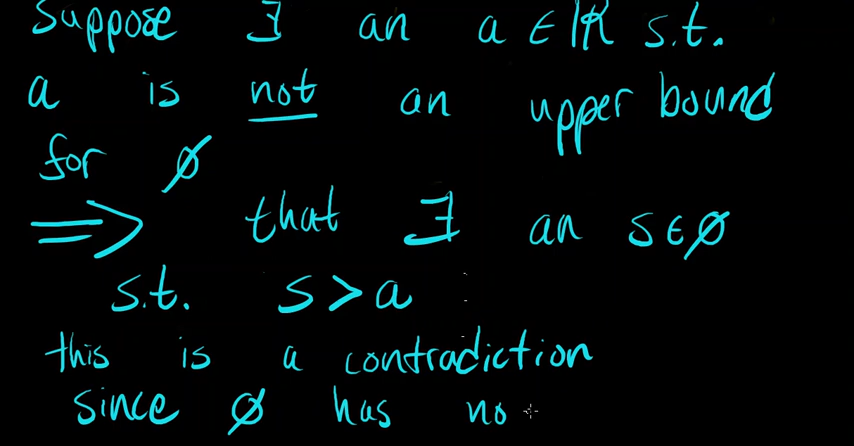 Suppose ∃ an a ∈ ℝ s.t.
a is not an upper bound
for ∅
⟹ that ∃ an s ∈ ∅
s.t. s > a
this is a contradiction
since ∅ has no